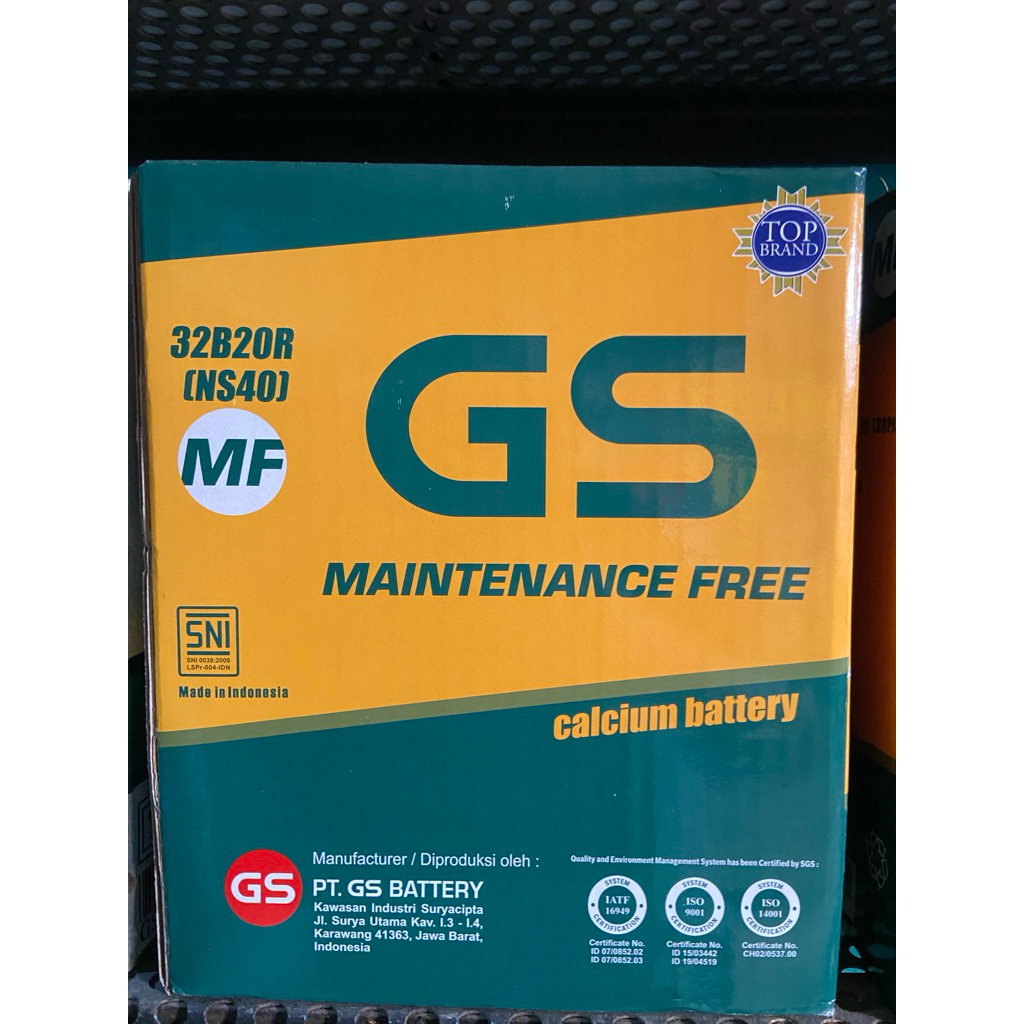 TOP
BRAND
32B20R
(NS40)
MF
GS
MAINTENANCE FREE
SNI
SNI 0038:2009
LSPr-004-IDN
Made in Indonesia
calcium battery
GS
Manufacturer / Diproduksi oleh :
PT. GS BATTERY
Kawasan Industri Suryacipta
Jl. Surya Utama Kav. I.3 - I.4,
Karawang 41363, Jawa Barat,
Indonesia
Quality and Environment Management System has been Certified by SGS :
SYSTEM
IATF
16949
CERTIFICATION
Certificate No.
ID 07/0852.02
ID 07/0852.03
SYSTEM
ISO
9001
CERTIFICATION
Certificate No.
ID 15/03442
ID 19/04519
SYSTEM
ISO
14001
CERTIFICATION
Certificate No.
CH02/0537.00